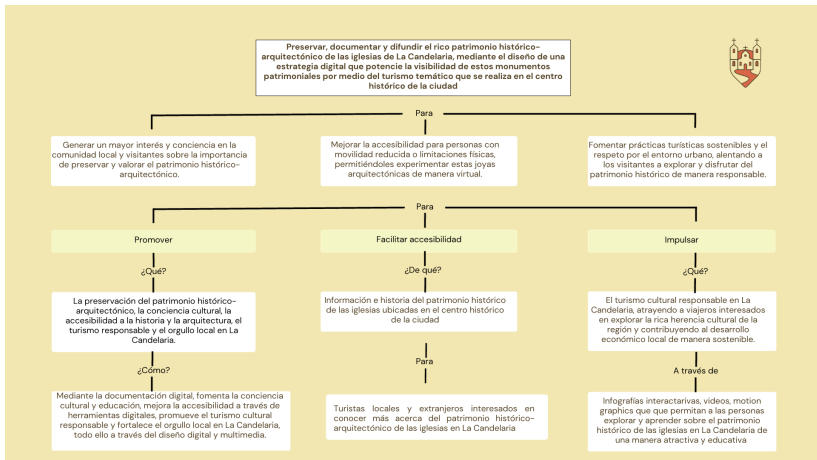 Preservar, documentar y difundir el rico patrimonio histórico-
arquitectónico de las iglesias de La Candelaria, mediante el diseño de una
estrategia digital que potencie la visibilidad de estos monumentos
patrimoniales por medio del turismo temático que se realiza en el centro
histórico de la ciudad
Para
Generar un mayor interés y conciencia en la
comunidad local y visitantes sobre la importancia
de preservar y valorar el patrimonio histórico-
arquitectónico.
Mejorar la accesibilidad para personas con
movilidad reducida o limitaciones físicas,
permitiéndoles experimentar estas joyas
arquitectónicas de manera virtual.
Fomentar prácticas turísticas sostenibles y el
respeto por el entorno urbano, alentando a
los visitantes a explorar y disfrutar del
patrimonio histórico de manera responsable.
Para
Promover
Facilitar accesibilidad
Impulsar
¿Qué?
¿De qué?
¿Qué?
La preservación del patrimonio histórico-
arquitectónico, la conciencia cultural, la
accesibilidad a la historia y la arquitectura, el
turismo responsable y el orgullo local en La
Candelaria.
Información e historia del patrimonio histórico
de las iglesias ubicadas en el centro histórico
de la ciudad
El turismo cultural responsable en La
Candelaria, atrayendo a viajeros interesados
en explorar la rica herencia cultural de la
región y contribuyendo al desarrollo
económico local de manera sostenible.
¿Cómo?
Para
A través de
Mediante la documentación digital, fomenta la conciencia
cultural y educación, mejora la accesibilidad a través de
herramientas digitales, promueve el turismo cultural
responsable y fortalece el orgullo local en La Candelaria,
todo ello a través del diseño digital y multimedia.
Turistas locales y extranjeros interesados en
conocer más acerca del patrimonio histórico-
arquitectónico de las iglesias en La Candelaria
Infografías interactarivas, videos, motion
graphics que que permitan a las personas
explorar y aprender sobre el patrimonio
histórico de las iglesias en La Candelaria de
una manera atractiva y educativa